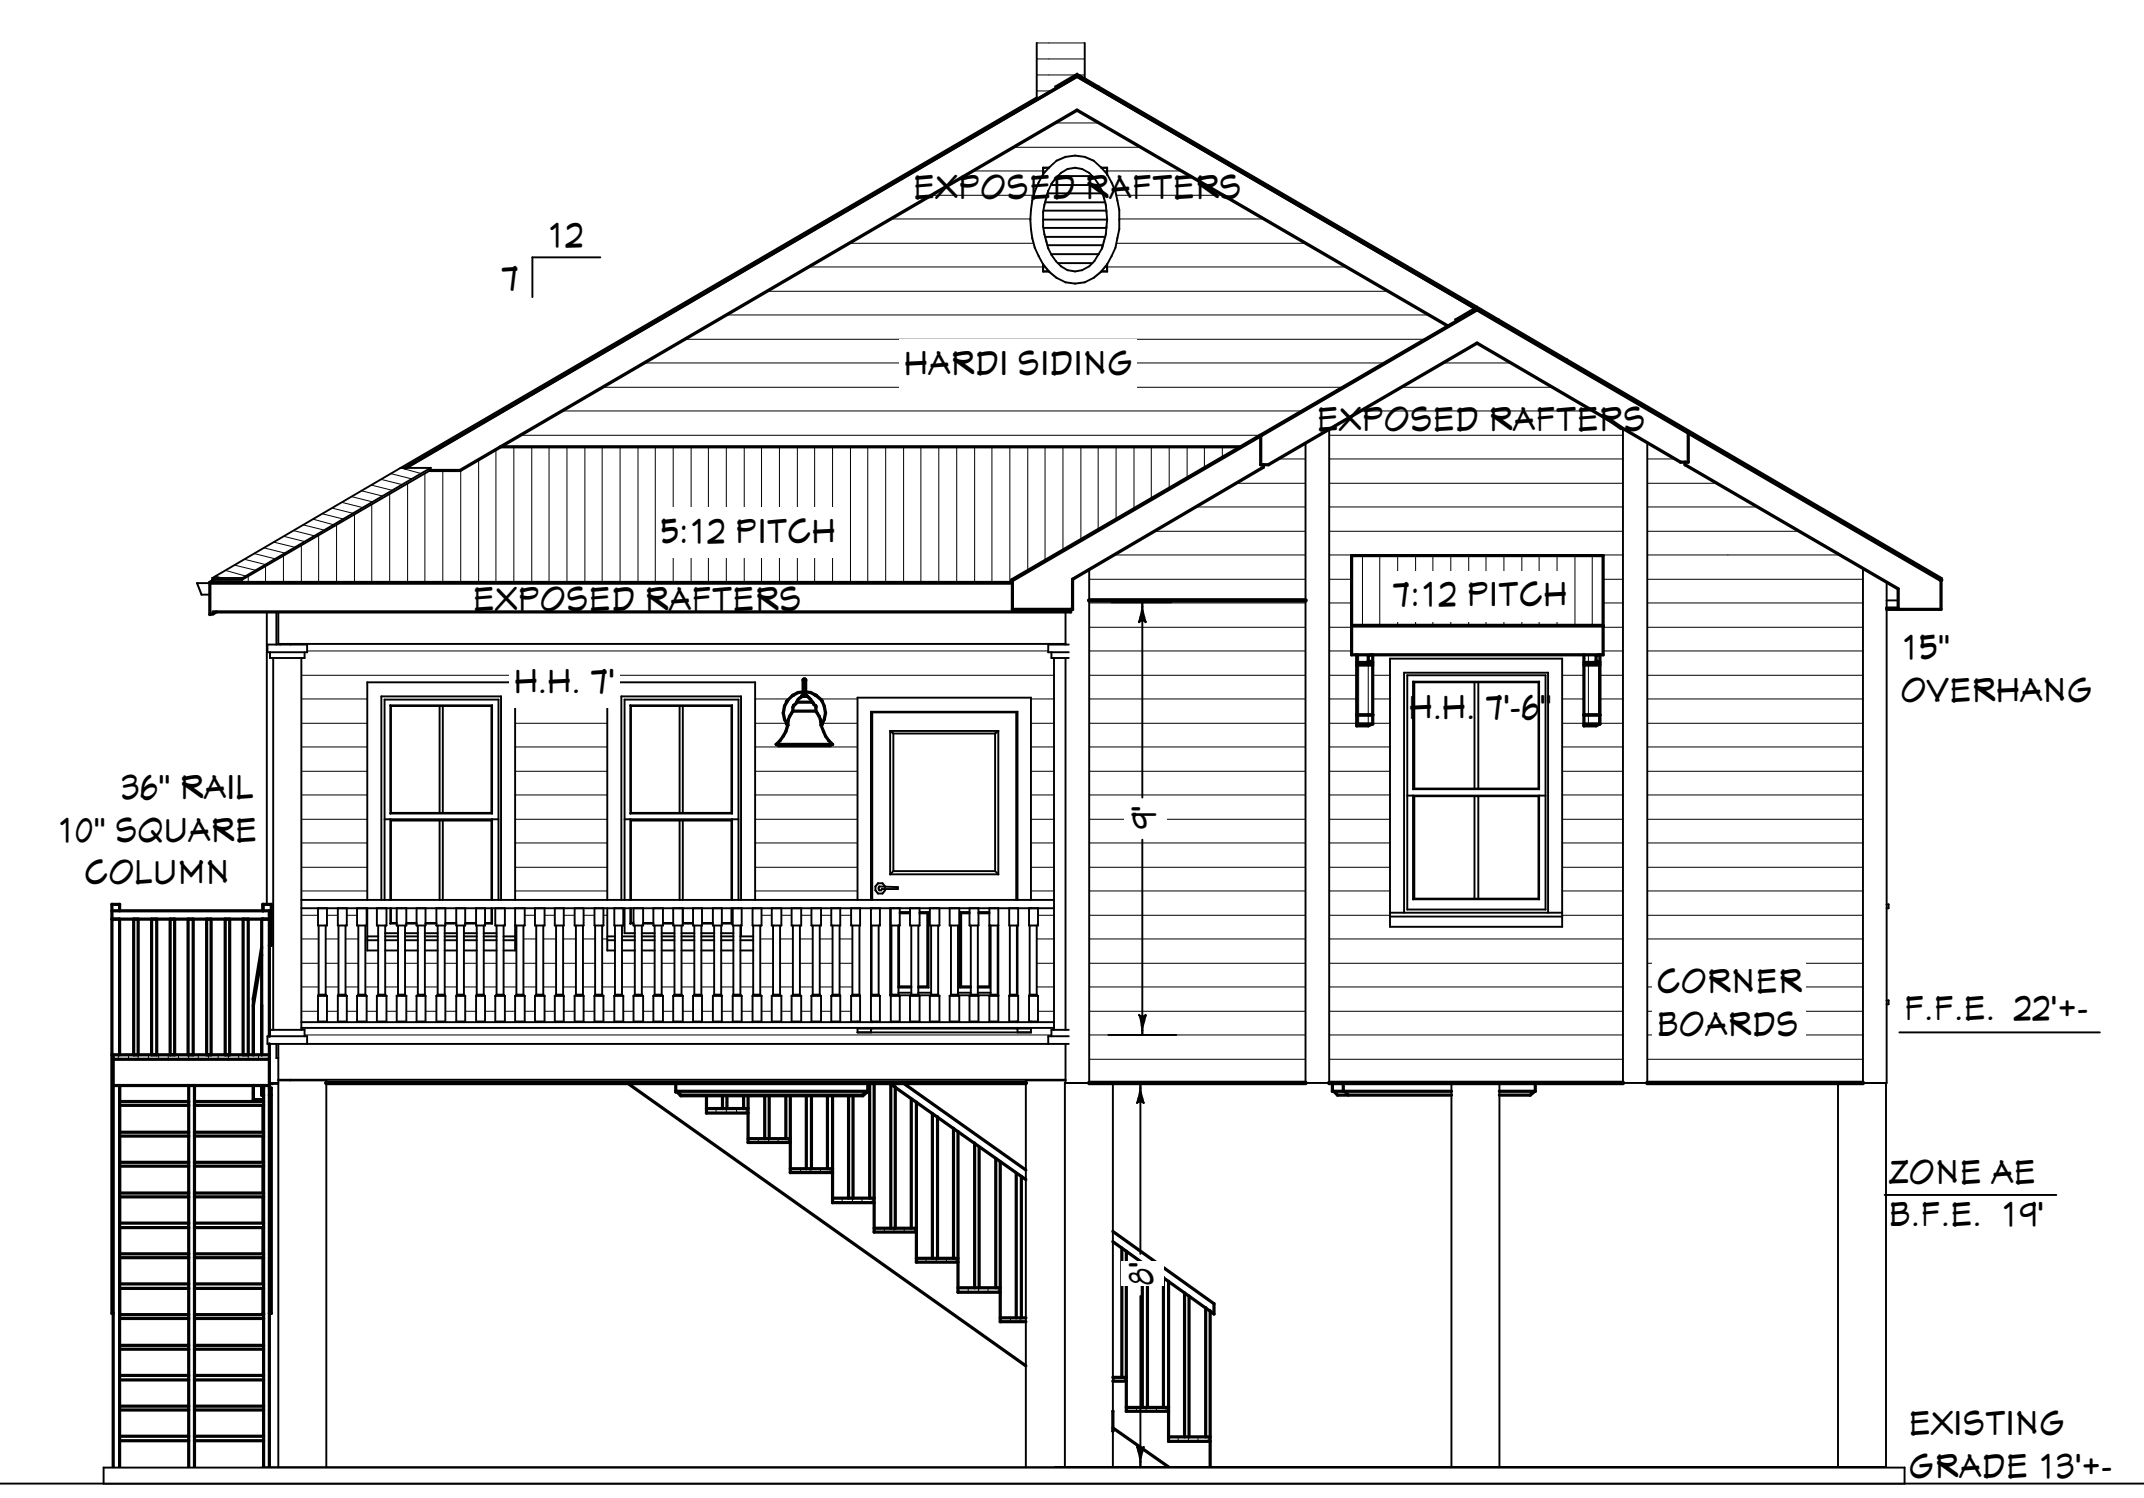 EXPOSED RAFTERS
12
7
HARDI SIDING
EXPOSED RAFTERS
5:12 PITCH
EXPOSED RAFTERS
7:12 PITCH
15"
OVERHANG
H.H. 7'
H.H. 7'-6"
36" RAIL
10" SQUARE
COLUMN
9'
CORNER
BOARDS
F.F.E. 22'+-
ZONE AE
B.F.E. 19'
8'
EXISTING
GRADE 13'+-